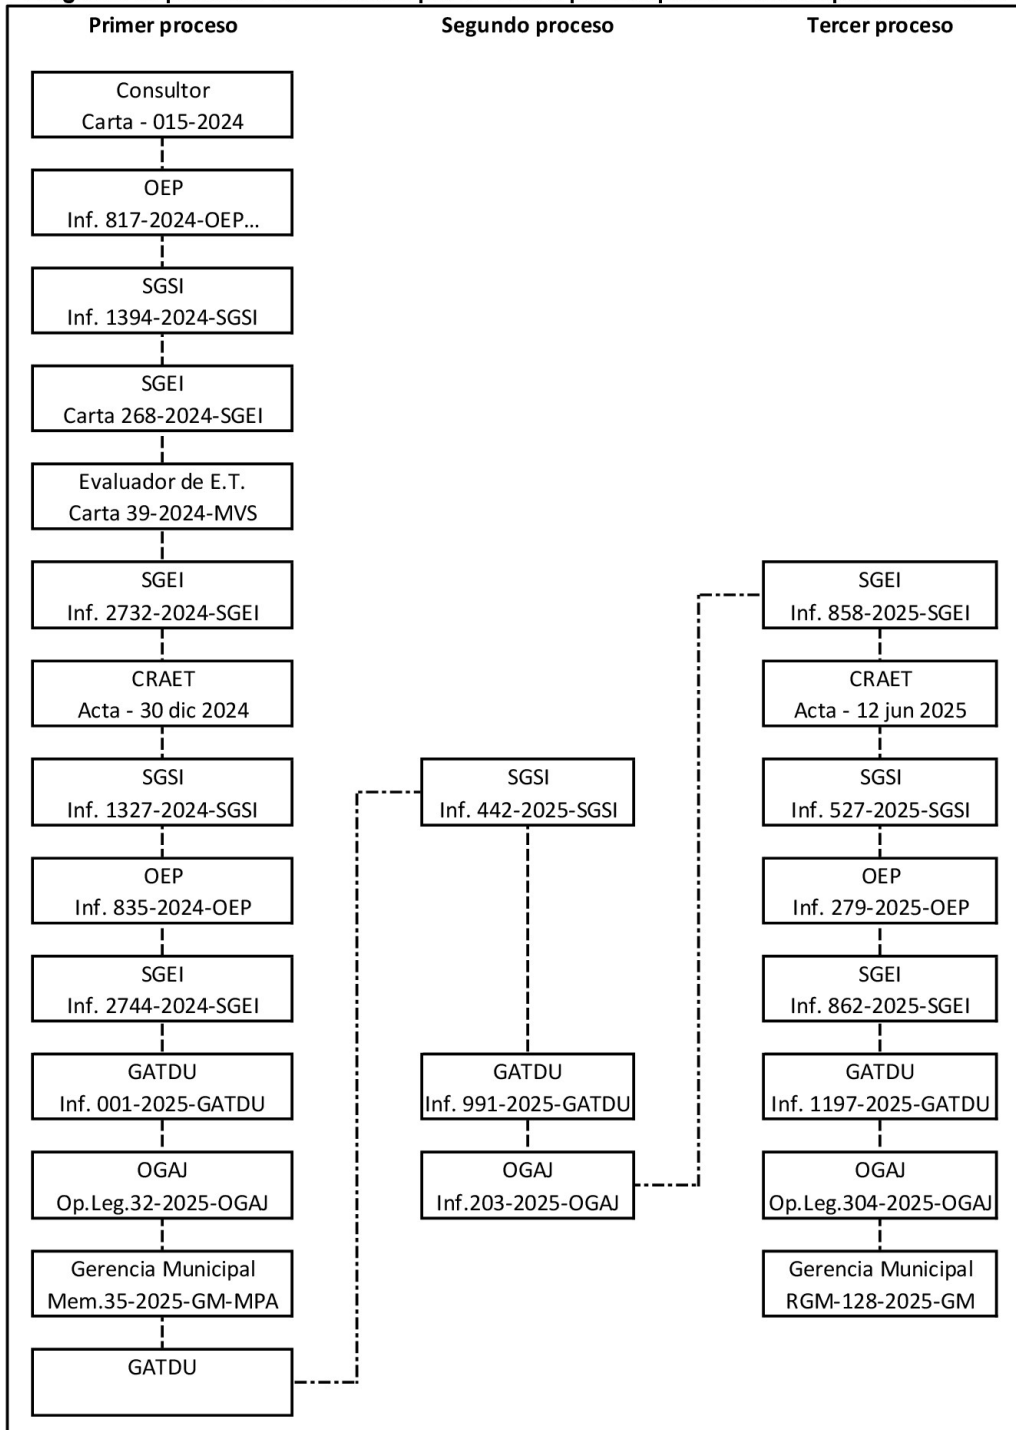 Primer proceso
Segundo proceso
Tercer proceso
Consultor
Carta - 015-2024
OEP
Inf. 817-2024-OEP...
SGSI
Inf. 1394-2024-SGSI
SGEI
Carta 268-2024-SGEI
Evaluador de E.T.
Carta 39-2024-MVS
SGEI
Inf. 2732-2024-SGEI
CRAET
Acta - 30 dic 2024
SGSI
Inf. 1327-2024-SGSI
OEP
Inf. 835-2024-OEP
SGEI
Inf. 2744-2024-SGEI
GATDU
Inf. 001-2025-GATDU
OGAJ
Op.Leg.32-2025-OGAJ
Gerencia Municipal
Mem.35-2025-GM-MPA
GATDU
SGSI
Inf. 442-2025-SGSI
GATDU
Inf. 991-2025-GATDU
OGAJ
Inf.203-2025-OGAJ
SGEI
Inf. 858-2025-SGEI
CRAET
Acta - 12 jun 2025
SGSI
Inf. 527-2025-SGSI
OEP
Inf. 279-2025-OEP
SGEI
Inf. 862-2025-SGEI
GATDU
Inf. 1197-2025-GATDU
OGAJ
Op.Leg.304-2025-OGAJ
Gerencia Municipal
RGM-128-2025-GM